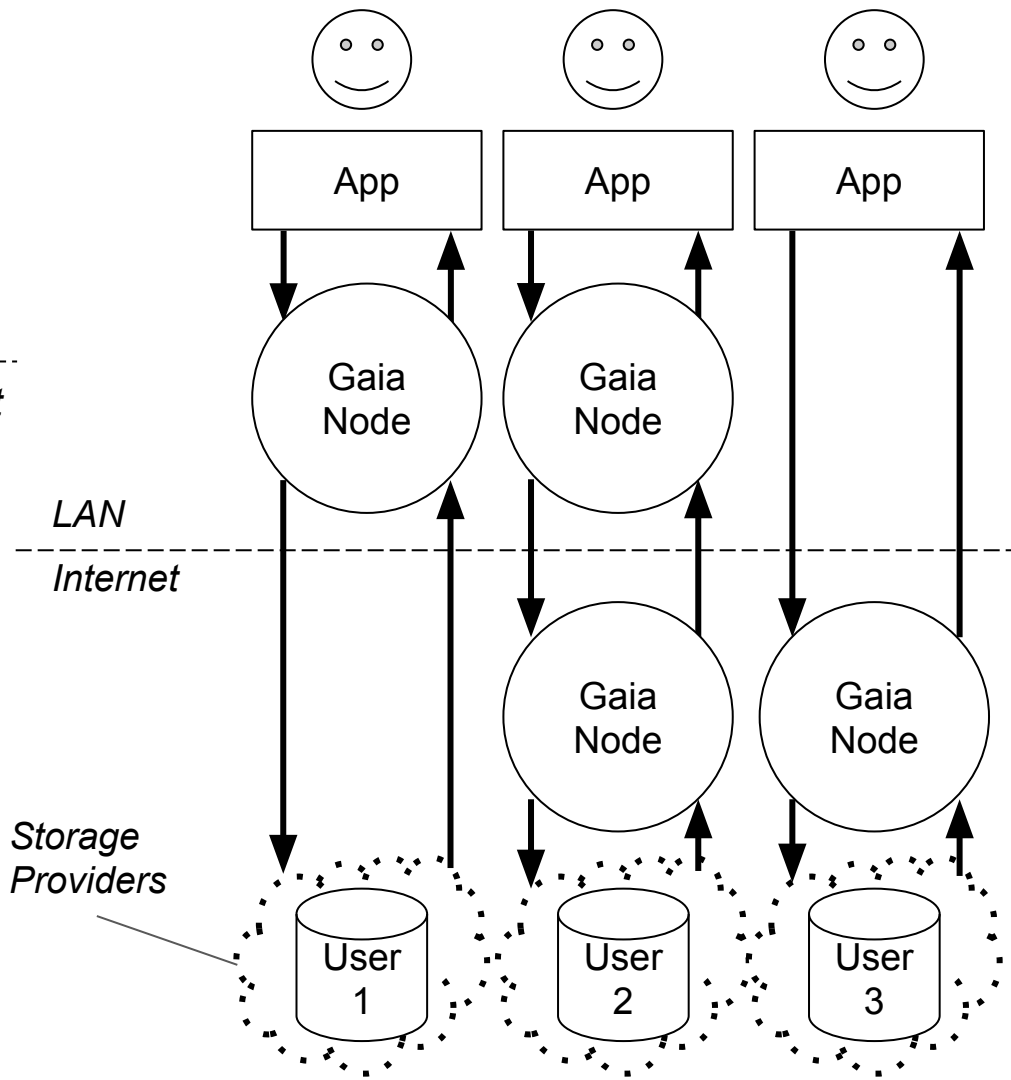 App
App
App
Gaia
Node
Gaia
Node
LAN
Internet
Gaia
Node
Gaia
Node
Storage
Providers
User
1
User
2
User
3